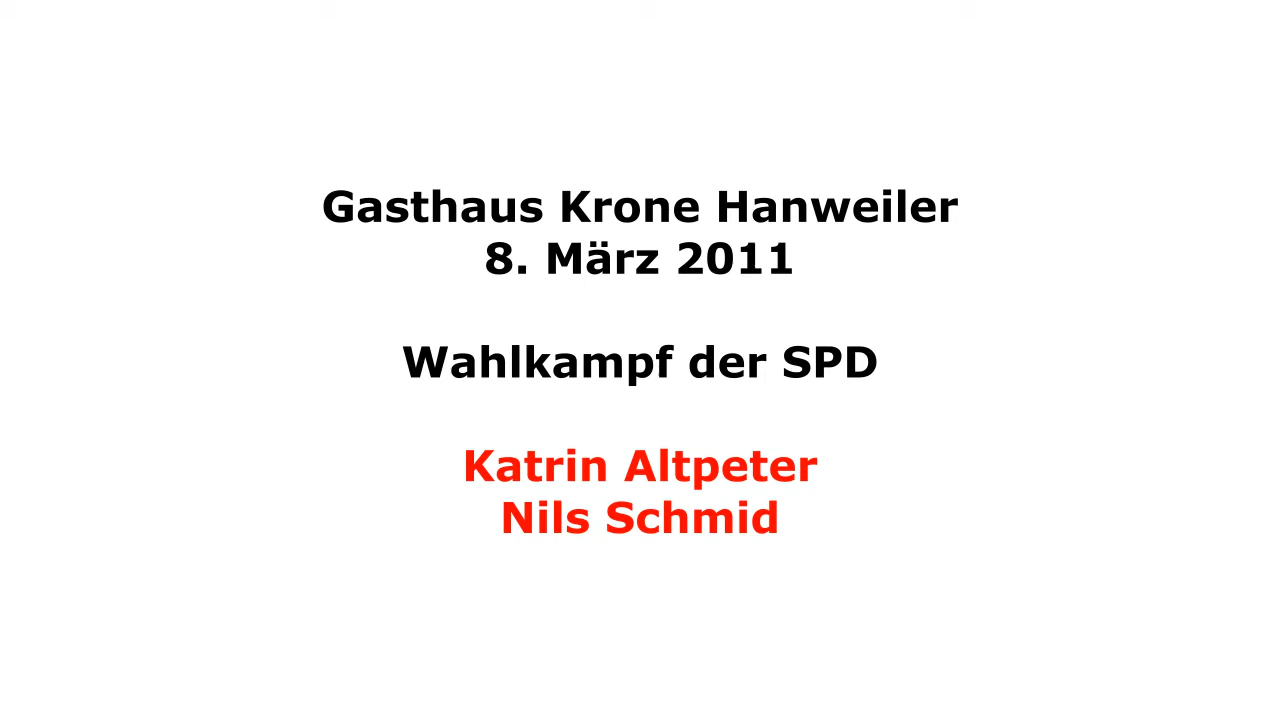 Gasthaus Krone Hanweiler
8. März 2011
Wahlkampf der SPD
Katrin Altpeter
Nils Schmid